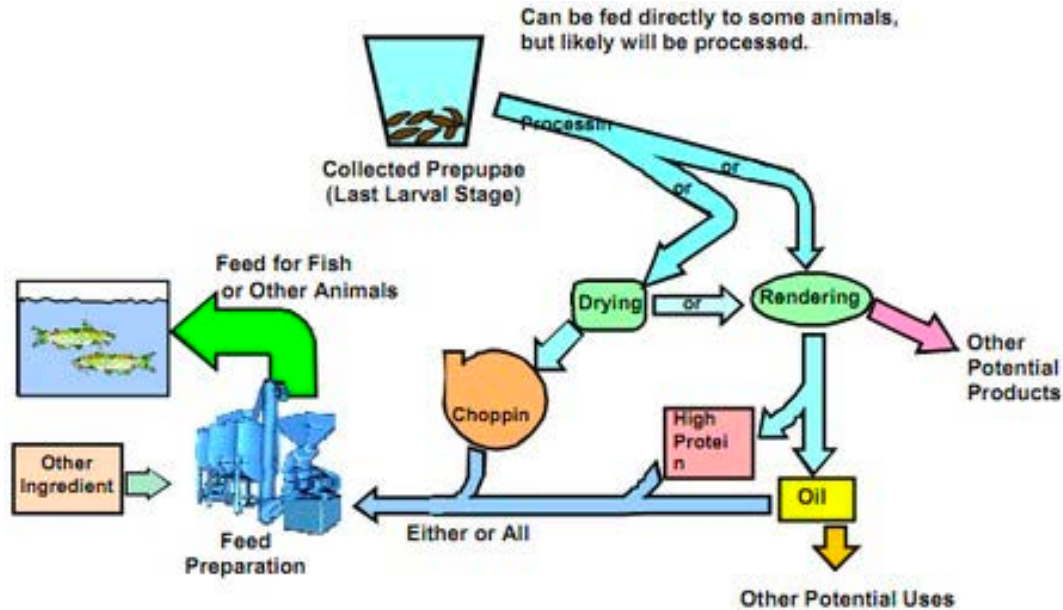 Can be fed directly to some animals,
but likely will be processed.
Processin
or
or
Collected Prepupae
(Last Larval Stage)
Feed for Fish
or Other Animals
Drying
or
Rendering
Other
Potential
Products
Choppin
High
Protei
n
Other
Ingredient
Oil
Either or All
Feed
Preparation
Other Potential Uses